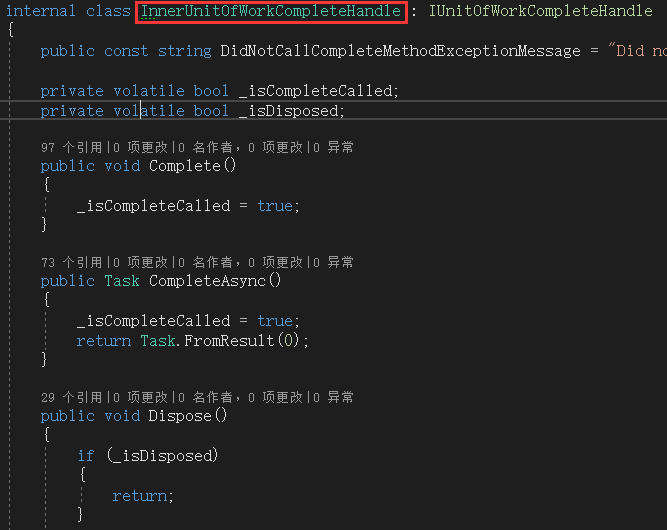 internal class InnerUnitOfWorkCompleteHandle : IUnitOfWorkCompleteHandle
{
public const string DidNotCallCompleteMethodExceptionMessage = "Did no
private volatile bool _isCompleteCalled;
private volatile bool _isDisposed;
97 个引用|0 项更改|0 名作者, 0 项更改|0 异常
public void Complete()
{
_isCompleteCalled = true;
}
73 个引用|0 项更改|0 名作者, 0 项更改|0 异常
public Task CompleteAsync()
{
_isCompleteCalled = true;
return Task.FromResult(0);
}
29 个引用|0 项更改|0 名作者, 0 项更改|0 异常
public void Dispose()
{
if (_isDisposed)
{
return;
}